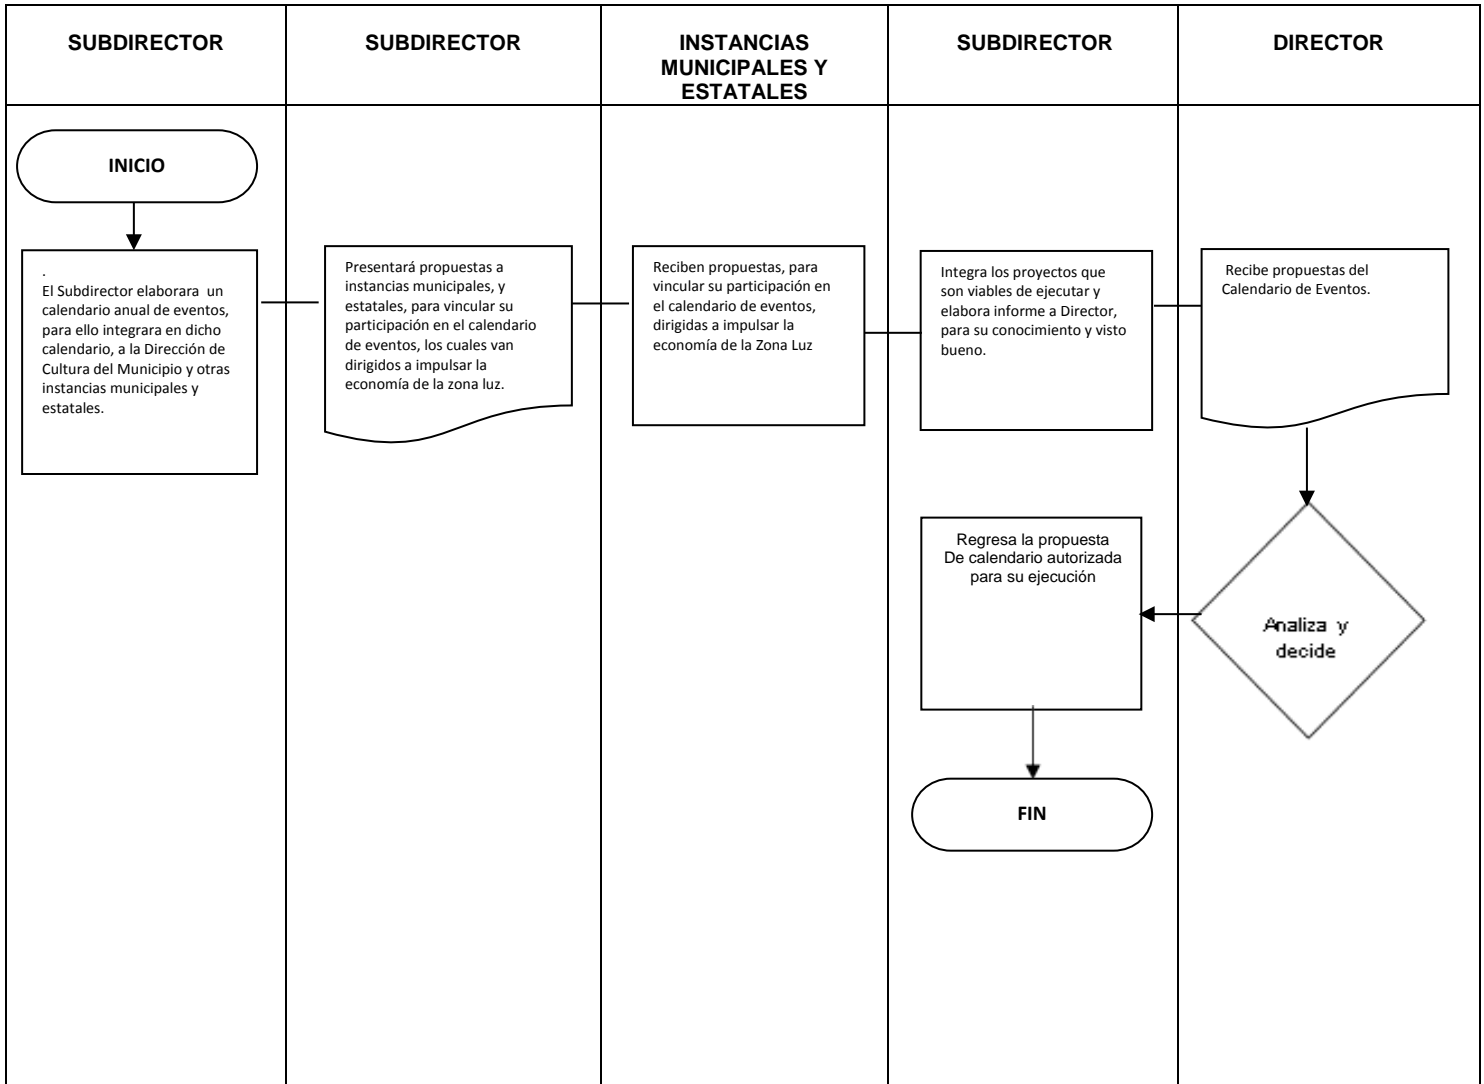 SUBDIRECTOR
SUBDIRECTOR
INSTANCIAS
MUNICIPALES Y
ESTATALES
SUBDIRECTOR
DIRECTOR
INICIO
.
El Subdirector elaborara  un
calendario anual de eventos,
para ello integrara en dicho
calendario, a la Dirección de
Cultura del Municipio y otras
instancias municipales y
estatales.
Presentará propuestas a
instancias municipales, y
estatales, para vincular su
participación en el calendario
de eventos, los cuales van
dirigidos a impulsar la
economía de la zona luz.
Reciben propuestas, para
vincular su participación en
el calendario de eventos,
dirigidas a impulsar la
economía de la Zona Luz
Integra los proyectos que
son viables de ejecutar y
elabora informe a Director,
para su conocimiento y visto
bueno.
Recibe propuestas del
Calendario de Eventos.
Analiza y
decide
Regresa la propuesta
De calendario autorizada
para su ejecución
FIN